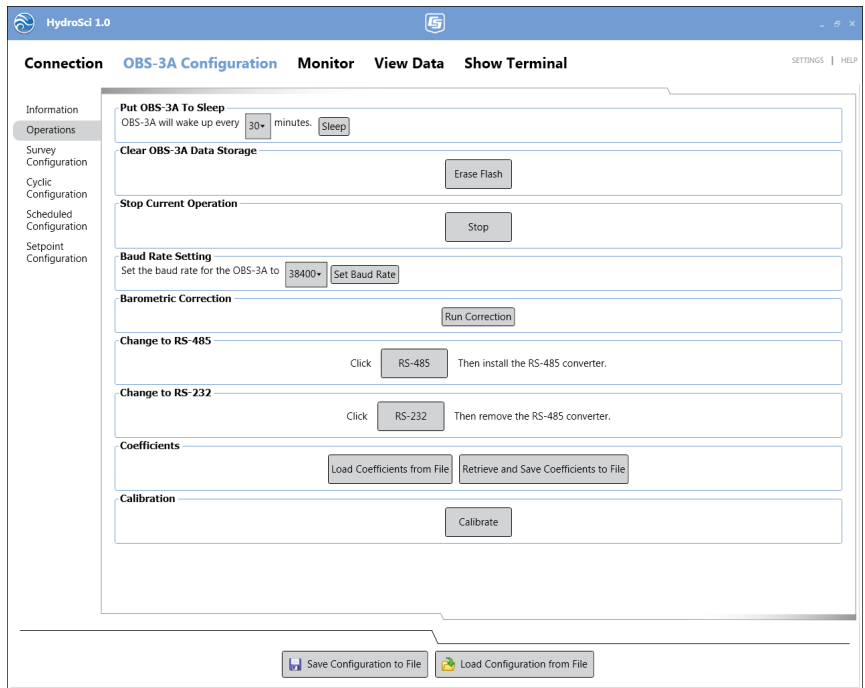 HydroSci 1.0
Connection OBS-3A Configuration Monitor View Data Show Terminal
SETTINGS | HELP
Information
Operations
Survey
Configuration
Cyclic
Configuration
Scheduled
Configuration
Setpoint
Configuration
Put OBS-3A To Sleep
OBS-3A will wake up every 30 minutes. Sleep
Clear OBS-3A Data Storage
Erase Flash
Stop Current Operation
Stop
Baud Rate Setting
Set the baud rate for the OBS-3A to 38400 Set Baud Rate
Barometric Correction
Run Correction
Change to RS-485
Click RS-485 Then install the RS-485 converter.
Change to RS-232
Click RS-232 Then remove the RS-485 converter.
Coefficients
Load Coefficients from File Retrieve and Save Coefficients to File
Calibration
Calibrate
Save Configuration to File Load Configuration from File